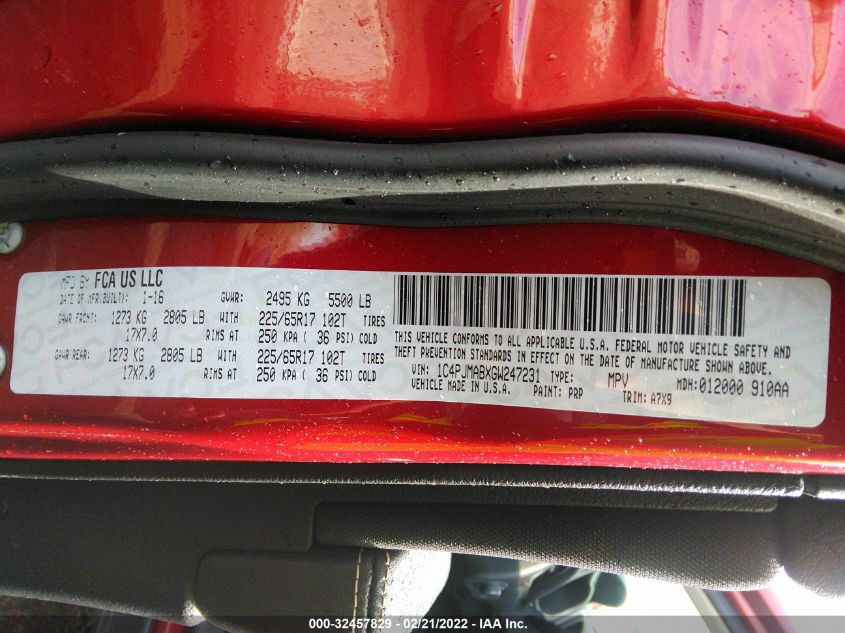 MFD BY FCA US LLC
DATE OF MFR(BUILT): 1-16 GVWR: 2495 KG 5500 LB
GAWR FRONT: 1273 KG 2805 LB WITH 225/65R17 102T TIRES
17X7.0 RIMS AT 250 KPA ( 36 PSI) COLD
GAWR REAR: 1273 KG 2805 LB WITH 225/65R17 102T TIRES
17X7.0 RIMS AT 250 KPA ( 36 PSI) COLD
THIS VEHICLE CONFORMS TO ALL APPLICABLE U.S.A. FEDERAL MOTOR VEHICLE SAFETY AND
THEFT PREVENTION STANDARDS IN EFFECT ON THE DATE OF MANUFACTURE SHOWN ABOVE.
VIN: 1C4PJMABXGW247231 TYPE: MPV MDH: 012000 910AA
VEHICLE MADE IN U.S.A. PAINT: PRP TRIM: A7X9
000-32457829 - 02/21/2022 - IAA Inc.